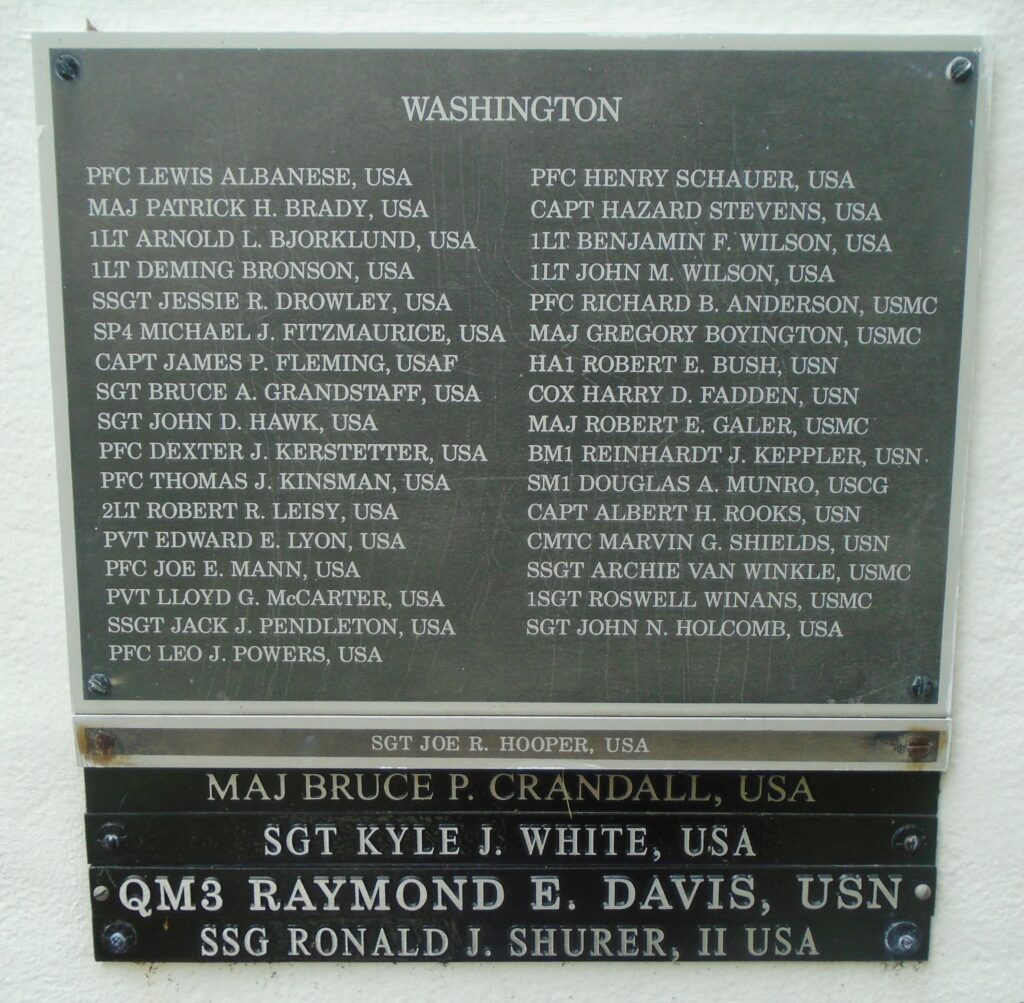 WASHINGTON
PFC LEWIS ALBANESE, USA
MAJ PATRICK H. BRADY, USA
1LT ARNOLD L. BJORKLUND, USA
1LT DEMING BRONSON, USA
SSGT JESSIE R. DROWLEY, USA
SP4 MICHAEL J. FITZMAURICE, USA
CAPT JAMES P. FLEMING, USAF
SGT BRUCE A. GRANDSTAFF, USA
SGT JOHN D. HAWK, USA
PFC DEXTER J. KERSTETTER, USA
PFC THOMAS J. KINSMAN, USA
2LT ROBERT R. LEISY, USA
PVT EDWARD E. LYON, USA
PFC JOE E. MANN, USA
PVT LLOYD G. McCARTER, USA
SSGT JACK J. PENDLETON, USA
PFC LEO J. POWERS, USA
PFC HENRY SCHAUER, USA
CAPT HAZARD STEVENS, USA
1LT BENJAMIN F. WILSON, USA
1LT JOHN M. WILSON, USA
PFC RICHARD B. ANDERSON, USMC
MAJ GREGORY BOYINGTON, USMC
HA1 ROBERT E. BUSH, USN
COX HARRY D. FADDEN, USN
MAJ ROBERT E. GALER, USMC
BM1 REINHARDT J. KEPPLER, USN.
SM1 DOUGLAS A. MUNRO, USCG
CAPT ALBERT H. ROOKS, USN
CMTC MARVIN G. SHIELDS, USN
SSGT ARCHIE VAN WINKLE, USMC
1SGT ROSWELL WINANS, USMC
SGT JOHN N. HOLCOMB, USA
SGT JOE R. HOOPER, USA
MAJ BRUCE P. CRANDALL, USA
SGT KYLE J. WHITE, USA
QM3 RAYMOND E. DAVIS, USN
SSG RONALD J. SHURER, II USA